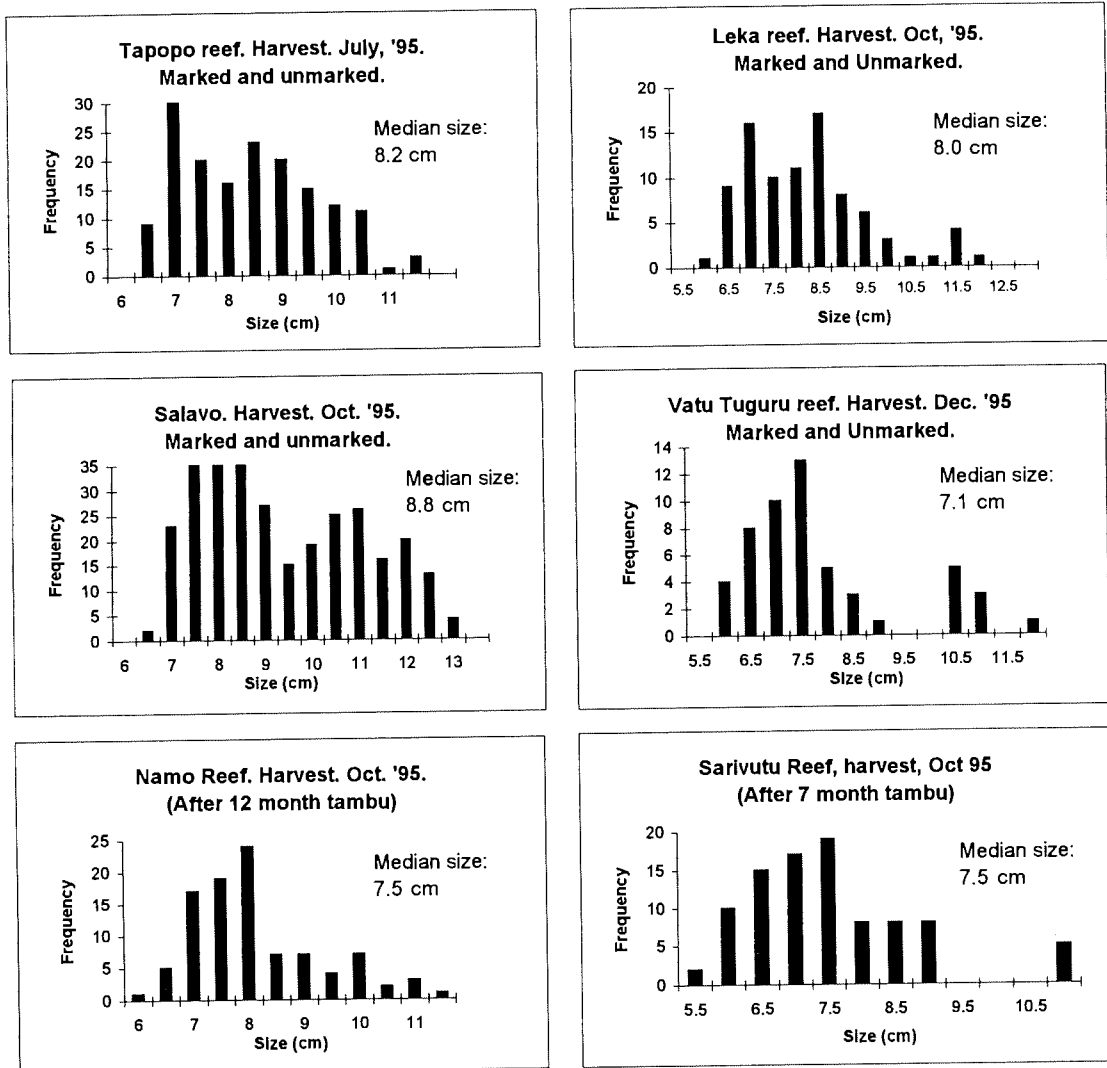 Tapopo reef. Harvest. July, '95.
Marked and unmarked.
Median size:
8.2 cm
Frequency
30
25
20
15
10
5
0
6 7 8 9 10 11
Size (cm)
Leka reef. Harvest. Oct, '95.
Marked and Unmarked.
Median size:
8.0 cm
Frequency
20
15
10
5
0
5.5 6.5 7.5 8.5 9.5 10.5 11.5 12.5
Size (cm)
Salavo. Harvest. Oct. '95.
Marked and unmarked.
Median size:
8.8 cm
Frequency
35
30
25
20
15
10
5
0
6 7 8 9 10 11 12 13
Size (cm)
Vatu Tuguru reef. Harvest. Dec. '95
Marked and Unmarked.
Median size:
7.1 cm
Frequency
14
12
10
8
6
4
2
0
5.5 6.5 7.5 8.5 9.5 10.5 11.5
Size (cm)
Namo Reef. Harvest. Oct. '95.
(After 12 month tambu)
Median size:
7.5 cm
Frequency
25
20
15
10
5
0
6 7 8 9 10 11
Size (cm)
Sarivutu Reef, harvest, Oct 95
(After 7 month tambu)
Median size:
7.5 cm
Frequency
20
15
10
5
0
5.5 6.5 7.5 8.5 9.5 10.5
Size (cm)